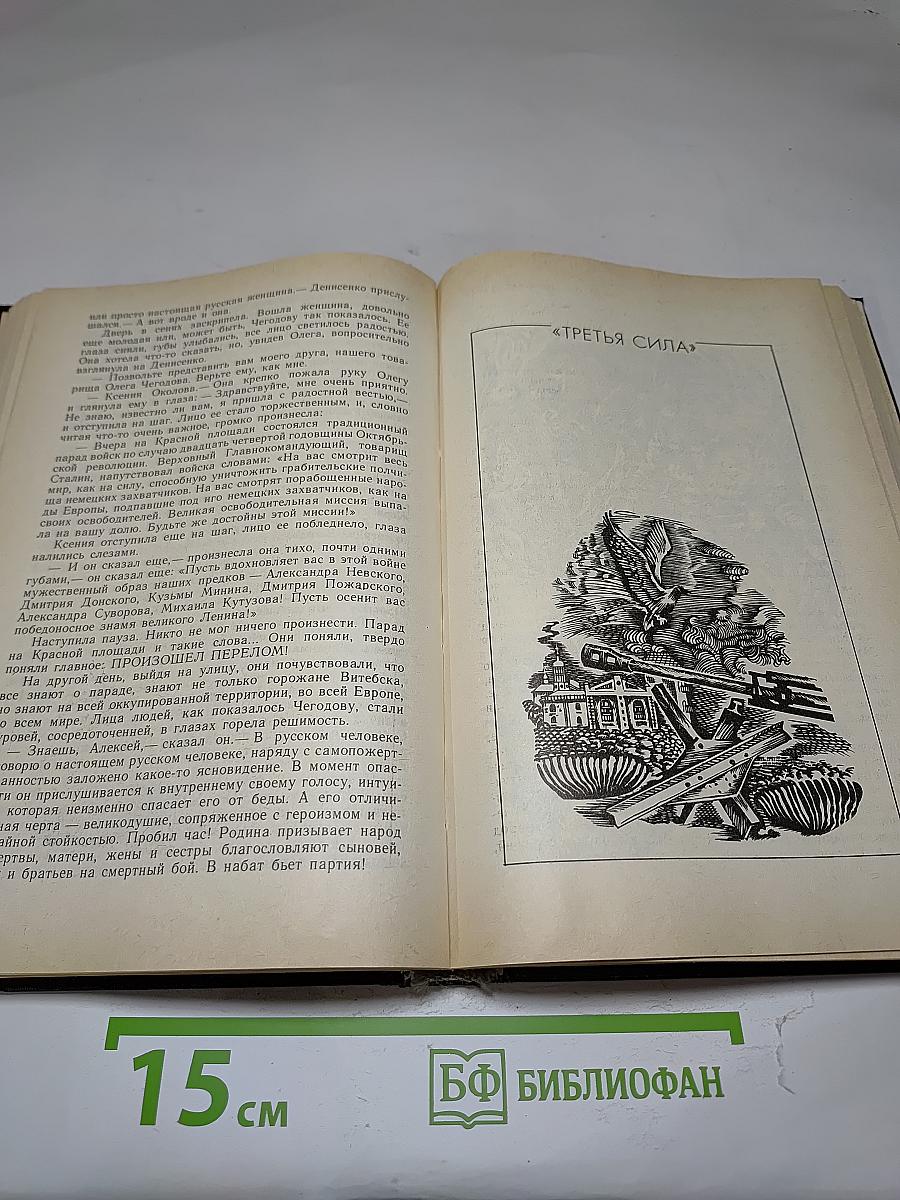 или просто настоящая русская женщина.— Денисенко прислу-
шался.— А вот вроде и она.
Дверь в сенях заскрипела. Вошла женщина, довольно
еще молодая или, может быть, Чегодову так показалось. Ее
глаза сияли, губы улыбались, все лицо светилось радостью.
Она хотела что-то сказать, но, увидев Олега, вопросительно
взглянула на Денисенко.
— Позвольте представить вам моего друга, нашего това-
рища Олега Чегодова. Верьте ему, как мне.
— Ксения Околова.— Она крепко пожала руку Олегу
и глянула ему в глаза: — Здравствуйте, мне очень приятно.
Не знаю, известно ли вам, я пришла с радостной вестью,—
и отступила на шаг. Лицо ее стало торжественным, и, словно
читая что-то очень важное, громко произнесла:
— Вчера на Красной площади состоялся традиционный
парад войск по случаю двадцать четвертой годовщины Октябрь-
ской революции. Верховный Главнокомандующий, товарищ
Сталин, напутствовал войска словами: «На вас смотрит весь
мир, как на силу, способную уничтожить грабительские полчи-
ща немецких захватчиков. На вас смотрят порабощенные наро-
ды Европы, подпавшие под иго немецких захватчиков, как на
своих освободителей. Великая освободительная миссия выпа-
ла на вашу долю. Будьте же достойны этой миссии!»
Ксения отступила еще на шаг, лицо ее побледнело, глаза
налились слезами.
— И он сказал еще,— произнесла она тихо, почти одними
губами,— он сказал еще: «Пусть вдохновляет вас в этой войне
мужественный образ наших предков — Александра Невского,
Дмитрия Донского, Кузьмы Минина, Дмитрия Пожарского,
Александра Суворова, Михаила Кутузова! Пусть осенит вас
победоносное знамя великого Ленина!»
Наступила пауза. Никто не мог ничего произнести. Парад
на Красной площади и такие слова... Они поняли, твердо
поняли главное: ПРОИЗОШЕЛ ПЕРЕЛОМ!
На другой день, выйдя на улицу, они почувствовали, что
все знают о параде, знают не только горожане Витебска,
но знают на всей оккупированной территории, во всей Европе,
о всем мире. Лица людей, как показалось Чегодову, стали
уровей, сосредоточенней, в глазах горела решимость.
— Знаешь, Алексей,— сказал он.— В русском человеке,
говорю о настоящем русском человеке, наряду с самопожерт-
ванностью заложено какое-то ясновидение. В момент опас-
ти он прислушивается к внутреннему своему голосу, интуи-
которая неизменно спасает его от беды. А его отличи-
ная черта — великодушие, сопряженное с героизмом и не-
айной стойкостью. Пробил час! Родина призывает народ
ертвы, матери, жены и сестры благословляют сыновей,
и братьев на смертный бой. В набат бьет партия!
«ТРЕТЬЯ СИЛА»
15 см
БФ БИБЛИОФАН